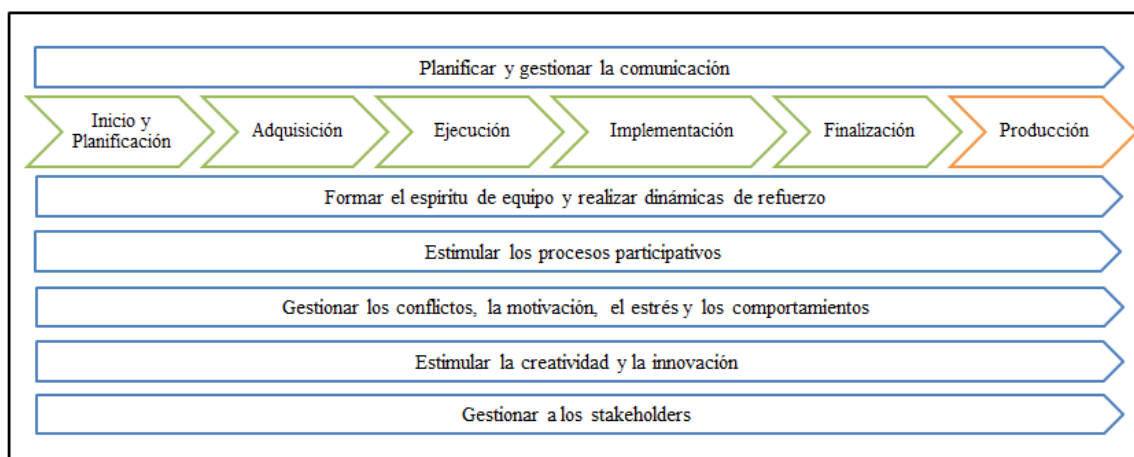 Planificar y gestionar la comunicación
Inicio y
Planificación
Adquisición
Ejecución
Implementación
Finalización
Producción
Formar el espíritu de equipo y realizar dinámicas de refuerzo
Estimular los procesos participativos
Gestionar los conflictos, la motivación, el estrés y los comportamientos
Estimular la creatividad y la innovación
Gestionar a los stakeholders